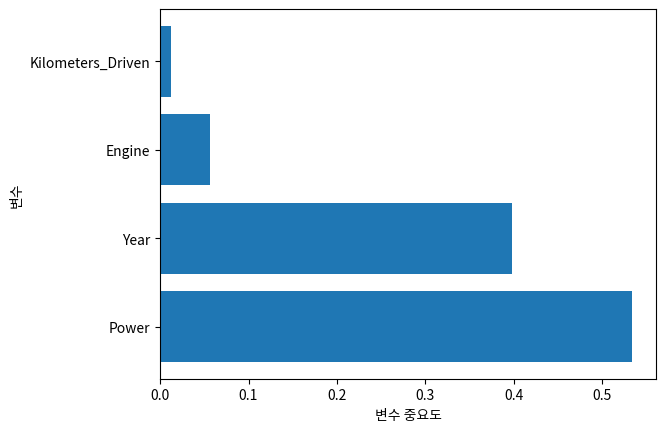 Kilometers_Driven
Engine
Year
Power
변수
0.0 0.1 0.2 0.3 0.4 0.5
변수 중요도